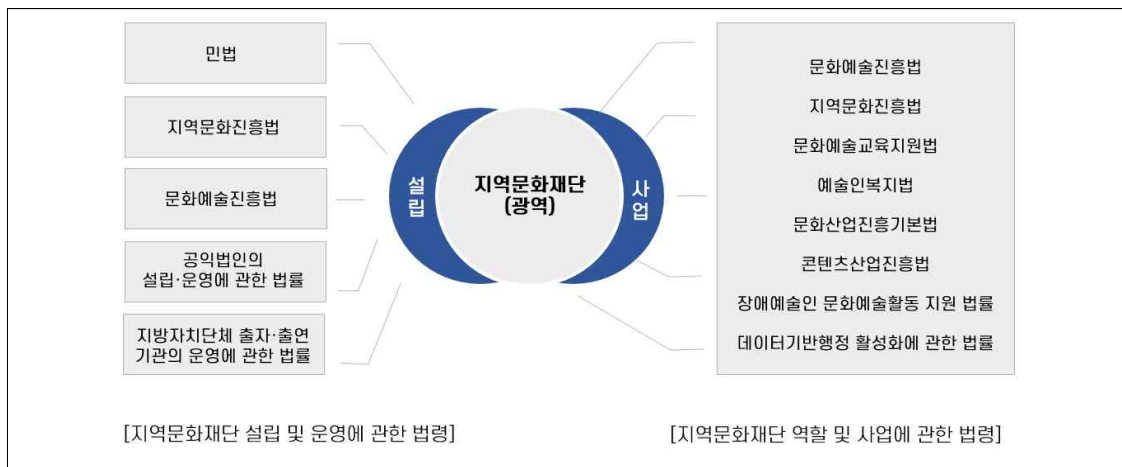 민법
지역문화진흥법
문화예술진흥법
공익법인의
설립·운영에 관한 법률
지방자치단체 출자·출연
기관의 운영에 관한 법률
설립
지역문화재단
(광역)
사업
문화예술진흥법
지역문화진흥법
문화예술교육지원법
예술인복지법
문화산업진흥기본법
콘텐츠산업진흥법
장애예술인 문화예술활동 지원 법률
데이터기반행정 활성화에 관한 법률
[지역문화재단 설립 및 운영에 관한 법령]
[지역문화재단 역할 및 사업에 관한 법령]